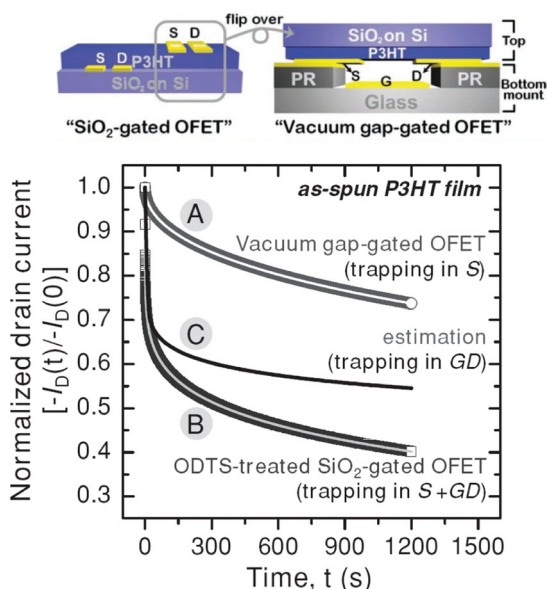 S D
flip over
P3HT
SiO₂ on Si
"SiO₂-gated OFET"
SiO₂ on Si
P3HT
Top
PR
S
G
D
PR
Glass
Bottom mount
"Vacuum gap-gated OFET"
S D
as-spun P3HT film
A
Vacuum gap-gated OFET
(trapping in S)
C
estimation
(trapping in GD)
B
ODTS-treated SiO₂-gated OFET
(trapping in S+GD)
Normalized drain current
[-I_D(t)/-I_D(0)]
1.0
0.9
0.8
0.7
0.6
0.5
0.4
0.3
0 300 600 900 1200 1500
Time, t (s)